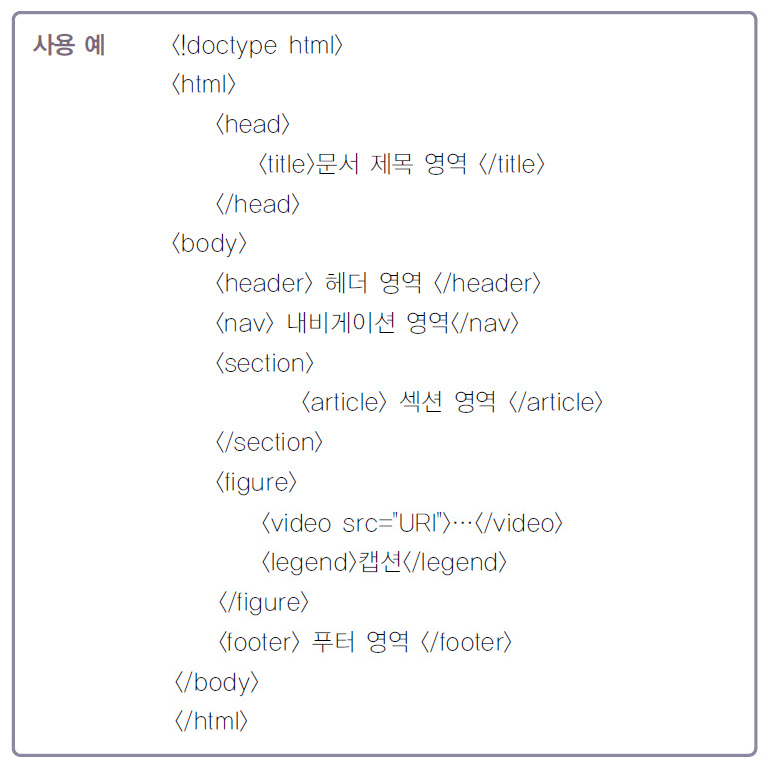 사용 예 <!doctype html>
<html>
<head>
<title>문서 제목 영역 </title>
</head>
<body>
<header> 헤더 영역 </header>
<nav> 내비게이션 영역</nav>
<section>
<article> 섹션 영역 </article>
</section>
<figure>
<video src="URI">…</video>
<legend>캡션</legend>
</figure>
<footer> 푸터 영역 </footer>
</body>
</html>